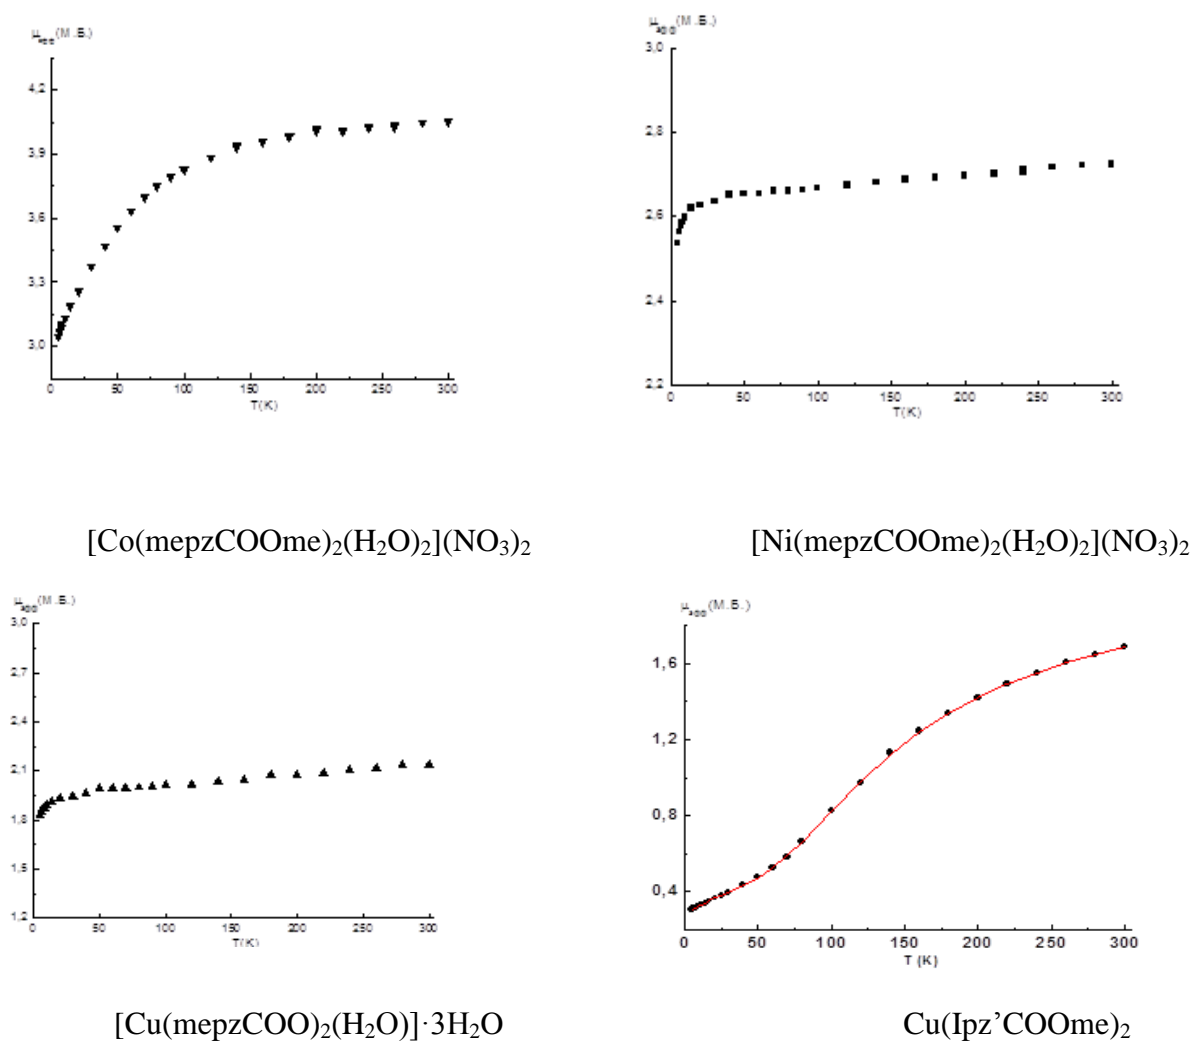 μэфф(М.Б.)
4,2
3,9
3,6
3,3
3,0
0 50 100 150 200 250 300
T(K)
[Co(mepzCOOme)₂(H₂O)₂](NO₃)₂
μэфф(М.Б.)
3,0
2,8
2,6
2,4
2,2
0 50 100 150 200 250 300
T(K)
[Ni(mepzCOOme)₂(H₂O)₂](NO₃)₂
μэфф(М.Б.)
3,0
2,7
2,4
2,1
1,8
1,5
1,2
0 50 100 150 200 250 300
T(K)
[Cu(mepzCOO)₂(H₂O)]·3H₂O
μэфф(М.Б.)
1,6
1,2
0,8
0,4
0 50 100 150 200 250 300
T (K)
Cu(Ipz’COOme)₂